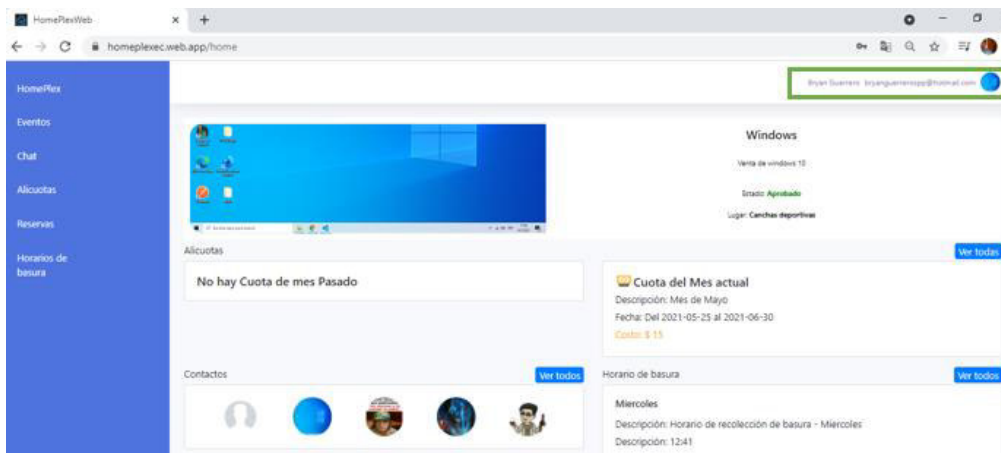 HomePlexWeb
homeplexec.web.app/home
HomePlex
Eventos
Chat
Alicuotas
Reservas
Horarios de
basura
Bryan Guerrero
Windows
Venta de windows 10
Estado: Aprobado
Lugar: Canchas deportivas
Alicuotas
Ver todas
No hay Cuota de mes Pasado
Cuota del Mes actual
Descripción: Mes de Mayo
Fecha: Del 2021-05-25 al 2021-06-30
Costo: $ 15
Contactos
Ver todos
Horario de basura
Ver todos
Miercoles
Descripción: Horario de recolección de basura - Miercoles
Descripción: 12:41